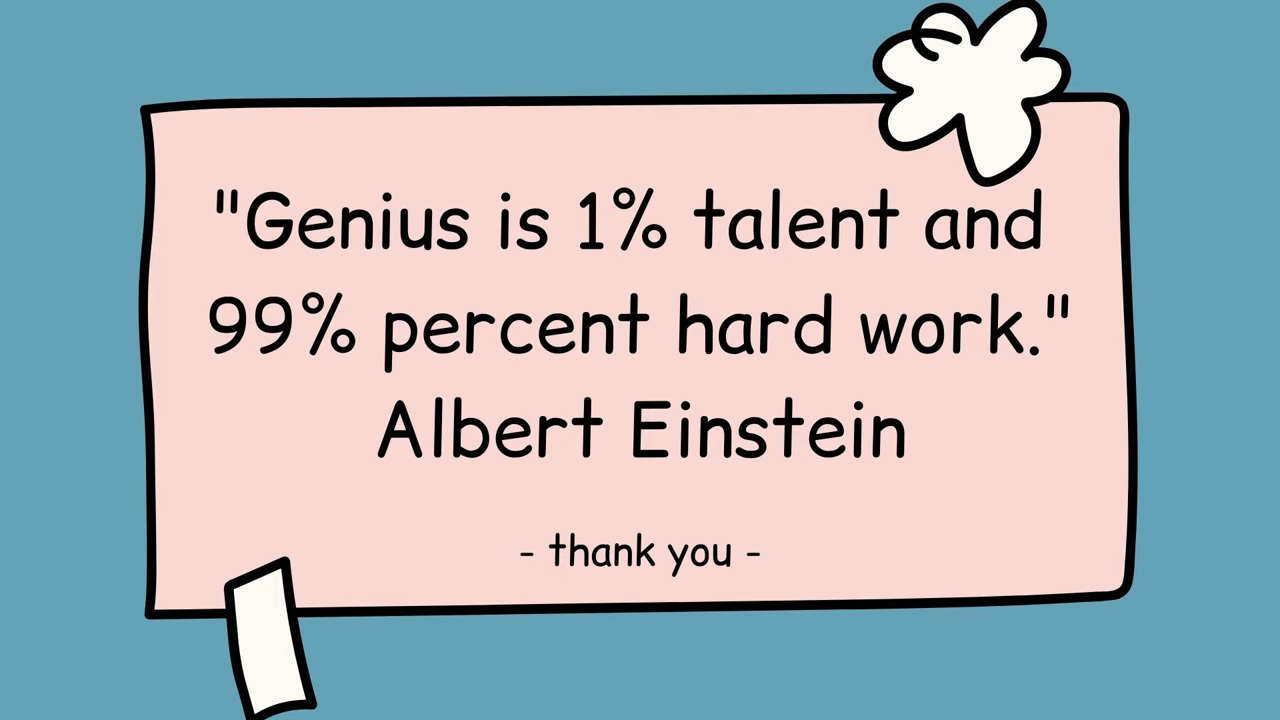 "Genius is 1% talent and
99% percent hard work."
Albert Einstein
- thank you -